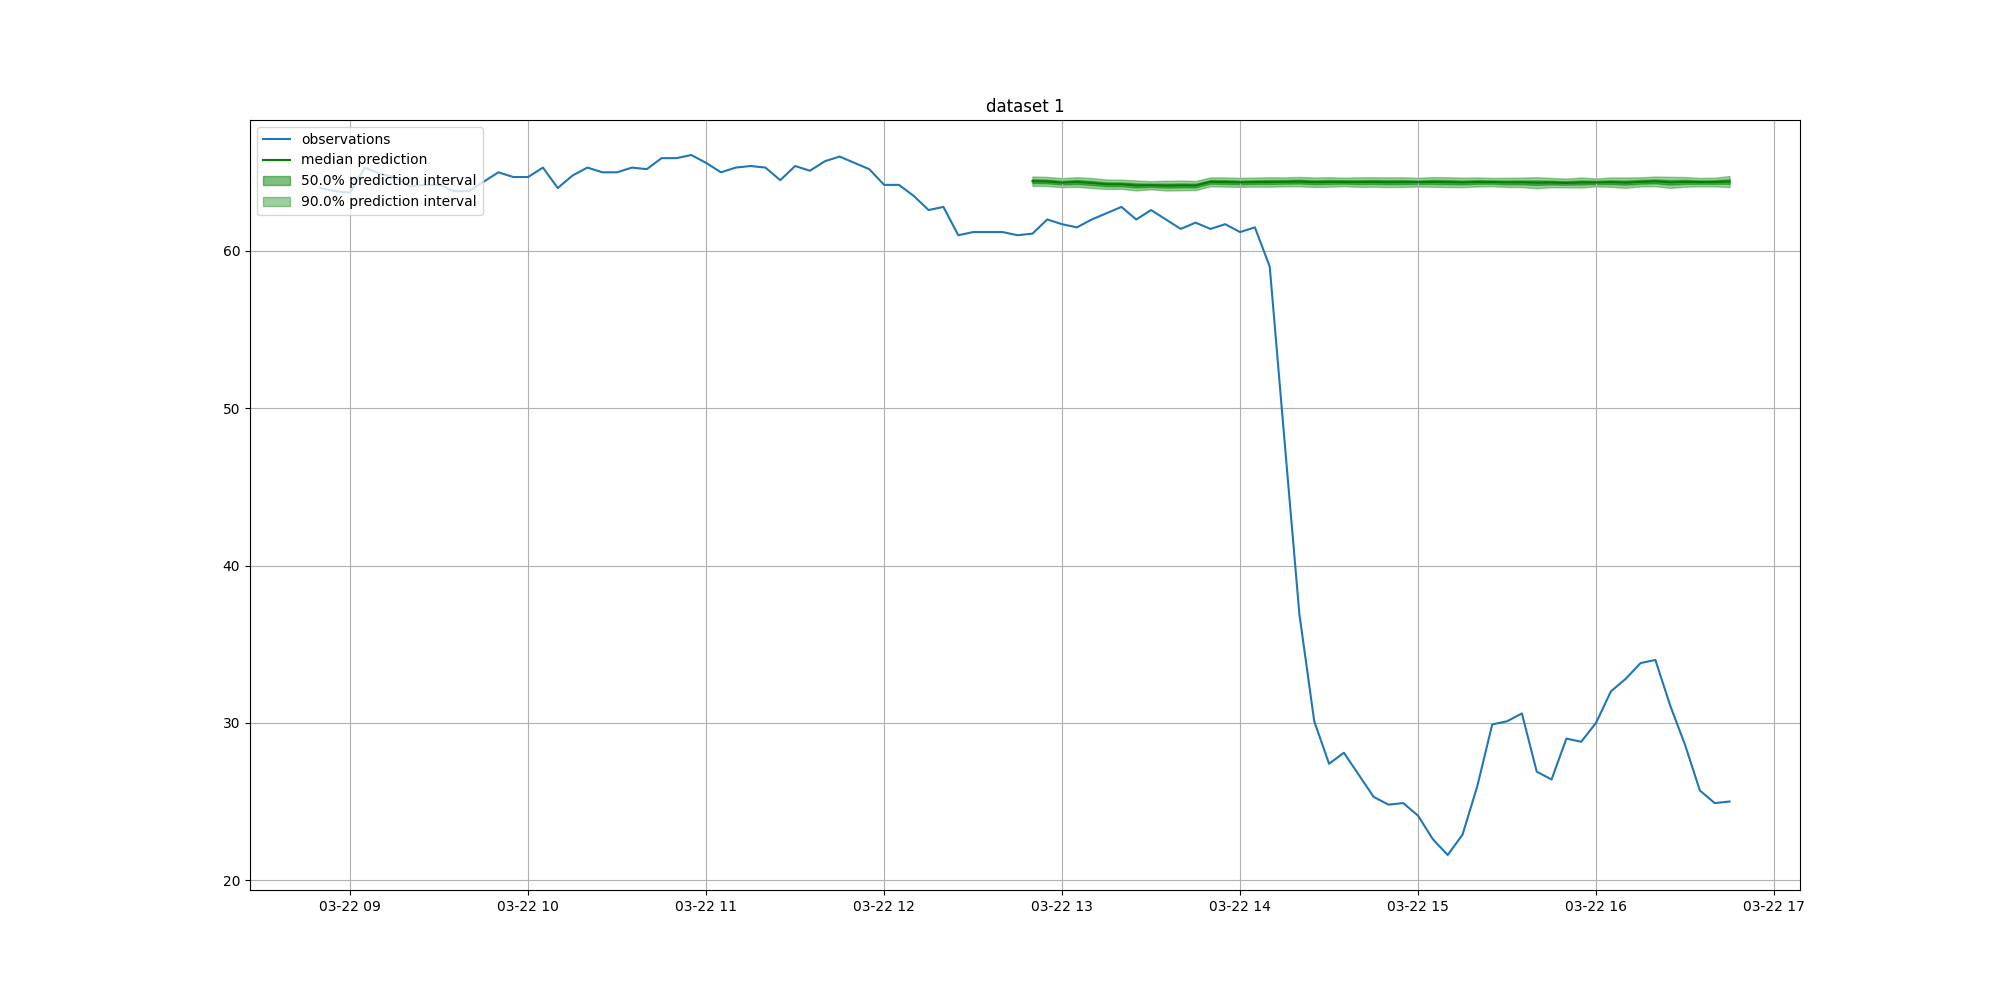 dataset 1
observations
median prediction
50.0% prediction interval
90.0% prediction interval
60
50
40
30
20
03-22 09 03-22 10 03-22 11 03-22 12 03-22 13 03-22 14 03-22 15 03-22 16 03-22 17